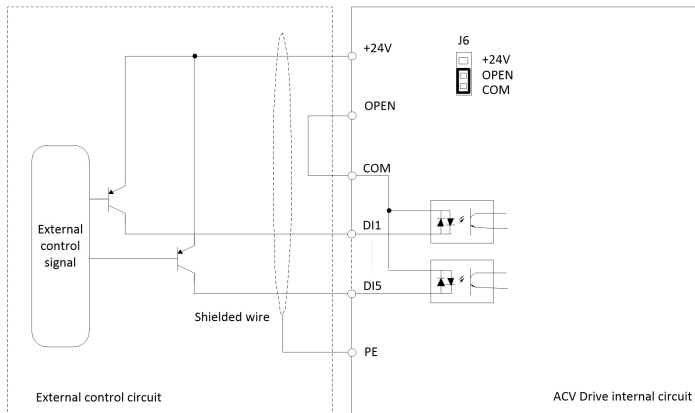 +24V
J6
+24V
OPEN
COM
OPEN
COM
DI1
External
control
signal
DI5
Shielded wire
PE
External control circuit
ACV Drive internal circuit